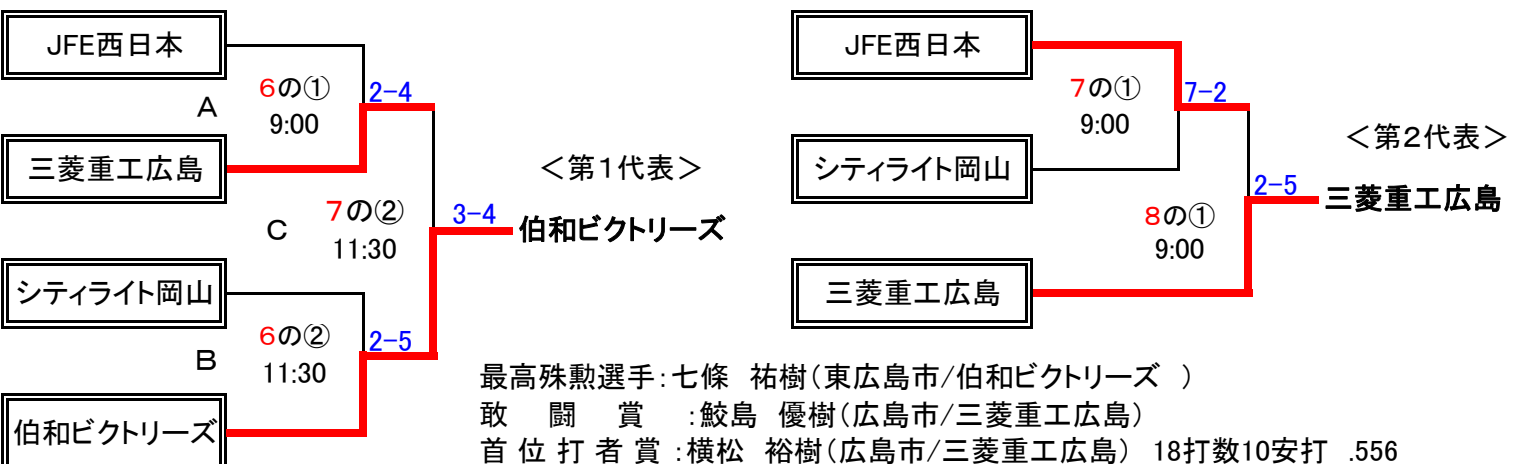 JFE西日本
6の①
9:00
2-4
A
三菱重工広島
<第1代表>
7の②
11:30
C
3-4
伯和ビクトリーズ
シティライト岡山
6の②
11:30
2-5
B
伯和ビクトリーズ
JFE西日本
7の①
9:00
7-2
シティライト岡山
<第2代表>
2-5
三菱重工広島
8の①
9:00
三菱重工広島
最高殊勲選手:七條 祐樹(東広島市/伯和ビクトリーズ )
敢 闘 賞 :鮫島 優樹(広島市/三菱重工広島)
首 位 打 者 賞 :横松 裕樹(広島市/三菱重工広島) 18打数10安打 .556